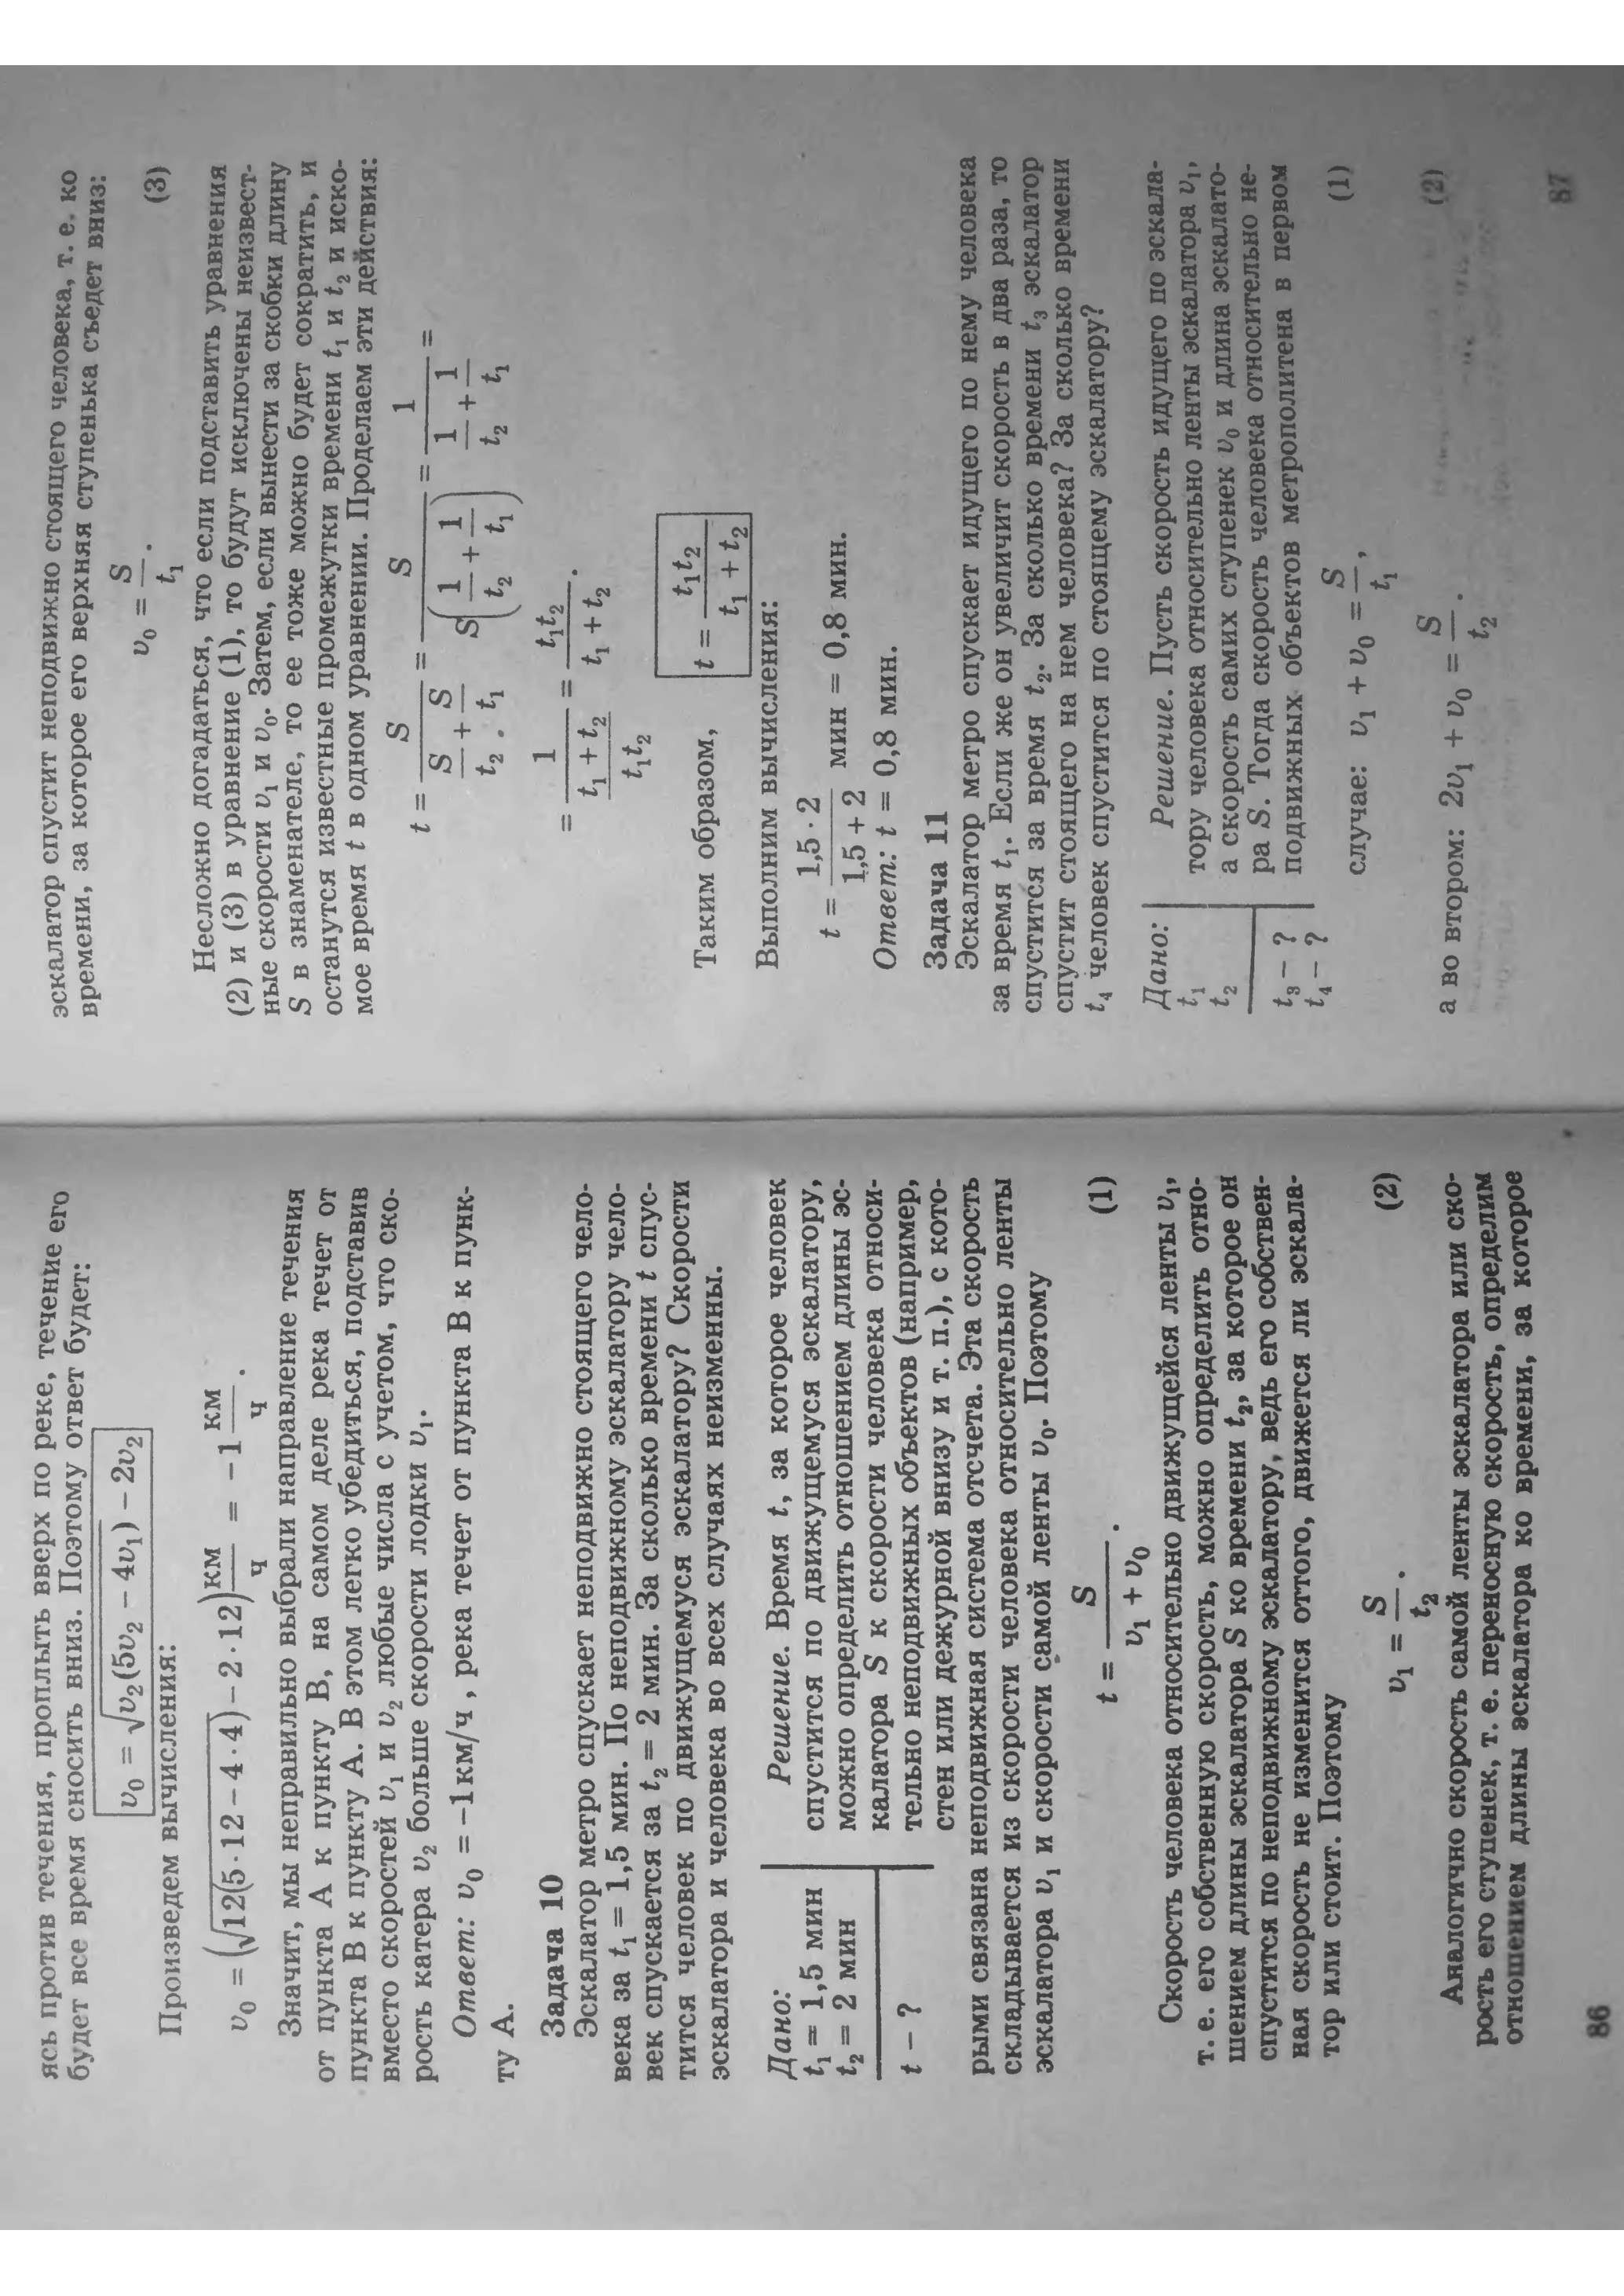 ясь против течения, проплыть вверх по реке, течение его
будет все время сносить вниз. Поэтому ответ будет:
v₀ = √(v₂(5v₂ − 4v₁)) − 2v₂
Произведем вычисления:
v₀ = (√(12(5·12 − 4·4)) − 2·12) км/ч = −1 км/ч.
Значит, мы неправильно выбрали направление течения
от пункта А к пункту В, на самом деле река течет от
пункта В к пункту А. В этом легко убедиться, подставив
вместо скоростей v₁ и v₂ любые числа с учетом, что ско-
рость катера v₂ больше скорости лодки v₁.
Ответ: v₀ = −1км/ч , река течет от пункта В к пунк-
ту А.
Задача 10
Эскалатор метро спускает неподвижно стоящего чело-
века за t₁ = 1,5 мин. По неподвижному эскалатору чело-
век спускается за t₂ = 2 мин. За сколько времени t спус-
тится человек по движущемуся эскалатору? Скорости
эскалатора и человека во всех случаях неизменны.
Дано:
t₁ = 1,5 мин
t₂ = 2 мин
t − ?
Решение. Время t, за которое человек
спустится по движущемуся эскалатору,
можно определить отношением длины эс-
калатора S к скорости человека относи-
тельно неподвижных объектов (например,
стен или дежурной внизу и т. п.), с кото-
рыми связана неподвижная система отсчета. Эта скорость
складывается из скорости человека относительно ленты
эскалатора v₁ и скорости самой ленты v₀. Поэтому
t = S/(v₁ + v₀). (1)
Скорость человека относительно движущейся ленты v₁,
т. е. его собственную скорость, можно определить отно-
шением длины эскалатора S ко времени t₂, за которое он
спустится по неподвижному эскалатору, ведь его собствен-
ная скорость не изменится оттого, движется ли эскала-
тор или стоит. Поэтому
v₁ = S/t₂. (2)
Аналогично скорость самой ленты эскалатора или ско-
рость его ступенек, т. е. переносную скорость, определим
отношением длины эскалатора ко времени, за которое
86
эскалатор спустит неподвижно стоящего человека, т. е. ко
времени, за которое его верхняя ступенька съедет вниз:
v₀ = S/t₁. (3)
Несложно догадаться, что если подставить уравнения
(2) и (3) в уравнение (1), то будут исключены неизвест-
ные скорости v₁ и v₀. Затем, если вынести за скобки длину
S в знаменателе, то ее тоже можно будет сократить, и
останутся известные промежутки времени t₁ и t₂ и иско-
мое время t в одном уравнении. Проделаем эти действия:
t = S/(S/t₂ + S/t₁) = S/(S(1/t₂ + 1/t₁)) = 1/(1/t₂ + 1/t₁) =
= 1/((t₁ + t₂)/(t₁t₂)) = t₁t₂/(t₁ + t₂).
Таким образом, t = t₁t₂/(t₁ + t₂)
Выполним вычисления:
t = (1,5 · 2)/(1,5 + 2) мин = 0,8 мин.
Ответ: t = 0,8 мин.
Задача 11
Эскалатор метро спускает идущего по нему человека
за время t₁. Если же он увеличит скорость в два раза, то
спустится за время t₂. За сколько времени t₃ эскалатор
спустит стоящего на нем человека? За сколько времени
t₄ человек спустится по стоящему эскалатору?
Дано:
t₁
t₂
t₃ − ?
t₄ − ?
Решение. Пусть скорость идущего по эскала-
тору человека относительно ленты эскалатора v₁,
а скорость самих ступенек v₀ и длина эскалато-
ра S. Тогда скорость человека относительно не-
подвижных объектов метрополитена в первом
случае: v₁ + v₀ = S/t₁, (1)
а во втором: 2v₁ + v₀ = S/t₂. (2)
87